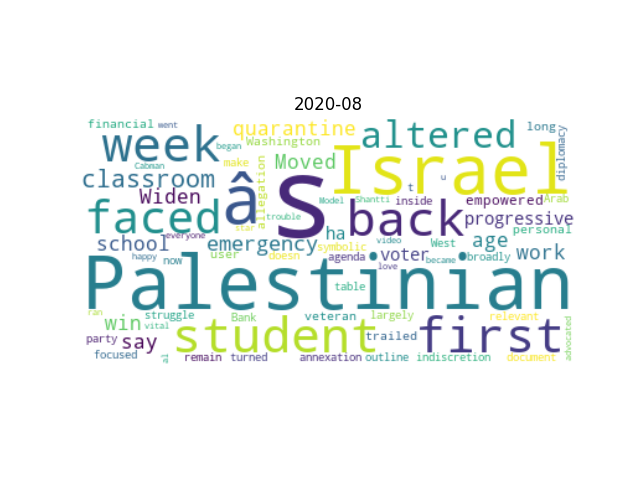 2020-08
financial went quarantine altered long diplomacy
week began Washington
Cabman make allegation Moved Israel
classroom t u
Widen â s Model Shantti inside empowered Arab
faced trouble back progressive
everyone star ha personal
school emergency symbolic video voter West age work
happy now user doesn agenda love became broadly
Palestinian
table
ran struggle Bank veteran largely relevant
win vital student trailed first advocated
party say
focused al remain turned annexation outline indiscretion document